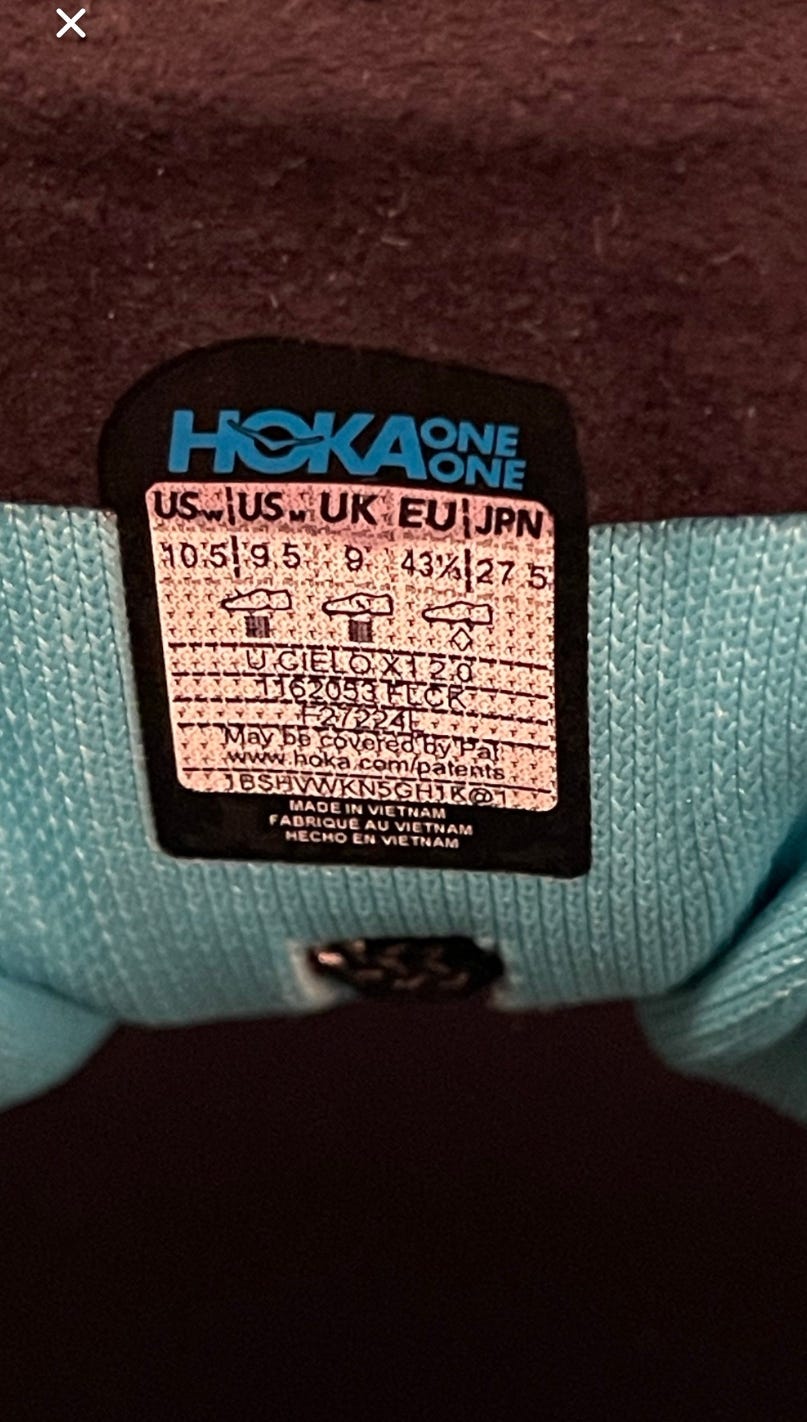 HOKA ONE ONE
USw US M UK EU JPN
10.5 9.5 9 43⅓ 27.5
U CIELO X1 2.0
1162053 FLCK
F27224L
May be covered by Pat
www.hoka.com/patents
MADE IN VIETNAM
FABRIQUÉ AU VIETNAM
HECHO EN VIETNAM